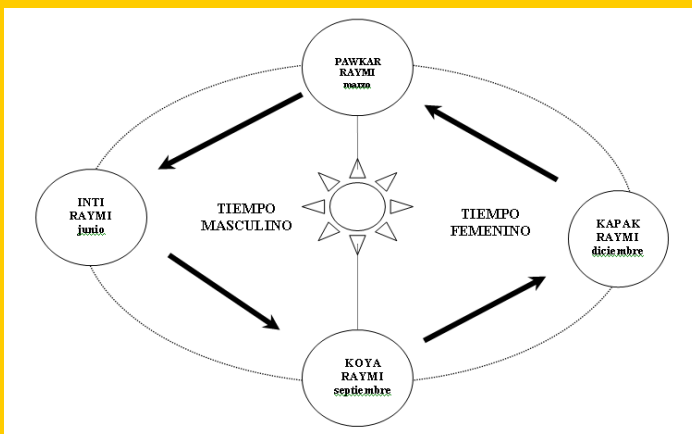 PAWKAR
RAYMI
marzo
INTI
RAYMI
junio
TIEMPO
MASCULINO
TIEMPO
FEMENINO
KAPAK
RAYMI
diciembre
KOYA
RAYMI
septiembre